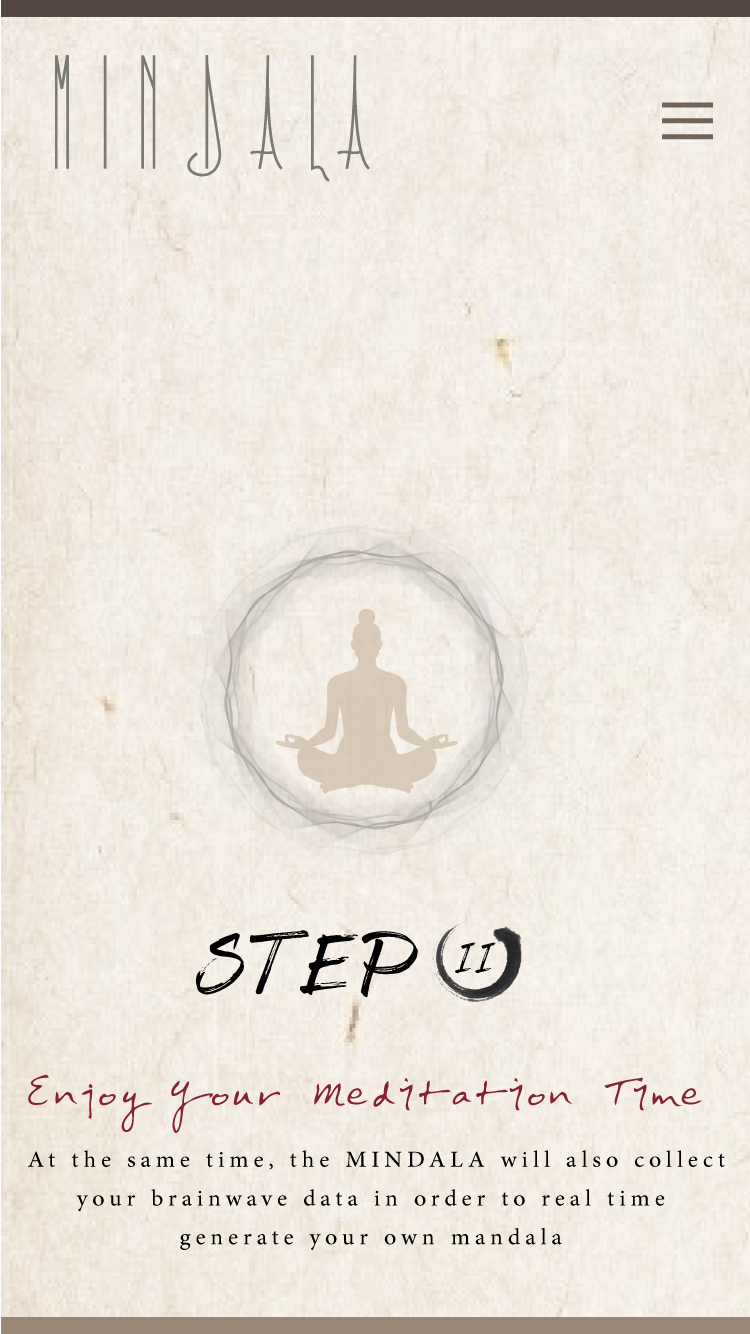 MINDALA
STEP II
Enjoy Your Meditation Time
At the same time, the MINDALA will also collect
your brainwave data in order to real time
generate your own mandala